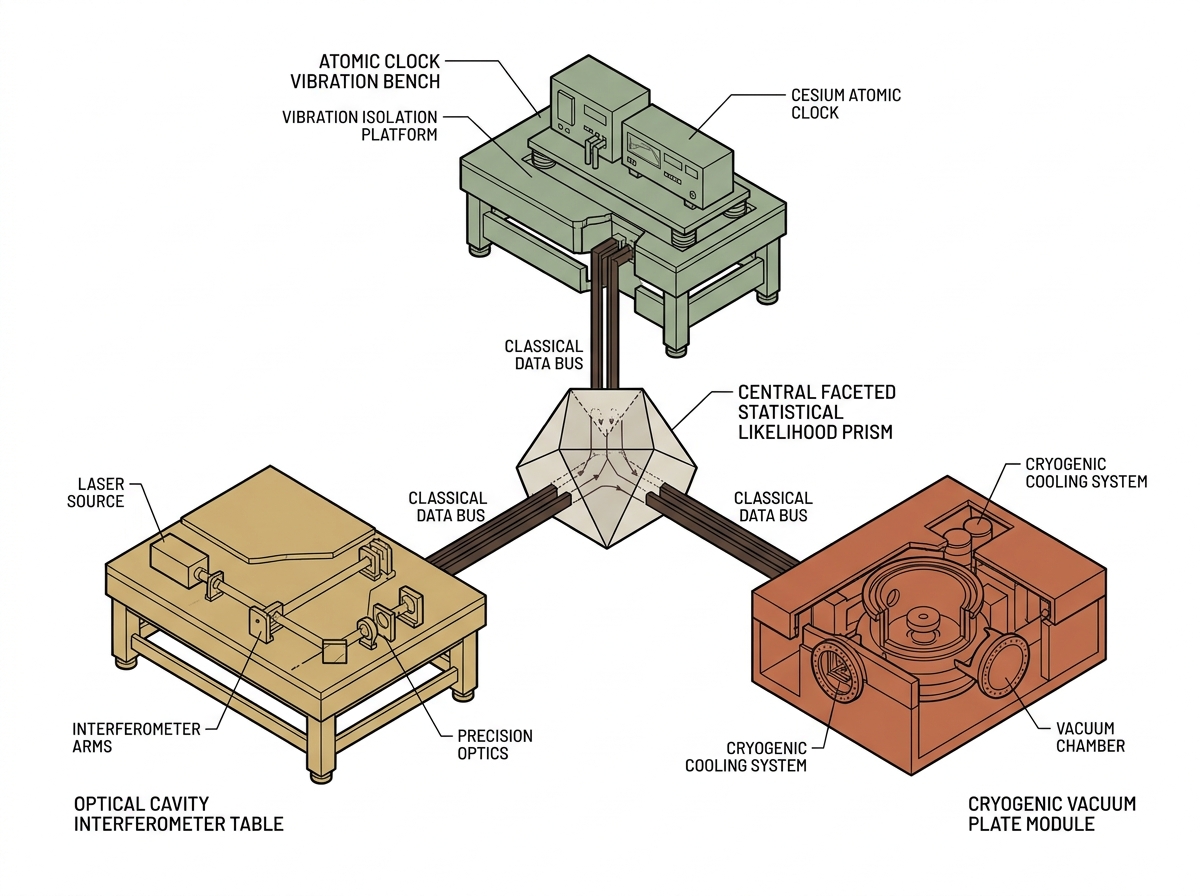 ATOMIC CLOCK
VIBRATION BENCH
VIBRATION ISOLATION
PLATFORM
CESIUM ATOMIC
CLOCK
CLASSICAL
DATA BUS
CENTRAL FACETED
STATISTICAL
LIKELIHOOD PRISM
LASER
SOURCE
CLASSICAL
DATA BUS
CLASSICAL
DATA BUS
CRYOGENIC
COOLING SYSTEM
INTERFEROMETER
ARMS
PRECISION
OPTICS
CRYOGENIC
COOLING SYSTEM
VACUUM
CHAMBER
OPTICAL CAVITY
INTERFEROMETER TABLE
CRYOGENIC VACUUM
PLATE MODULE